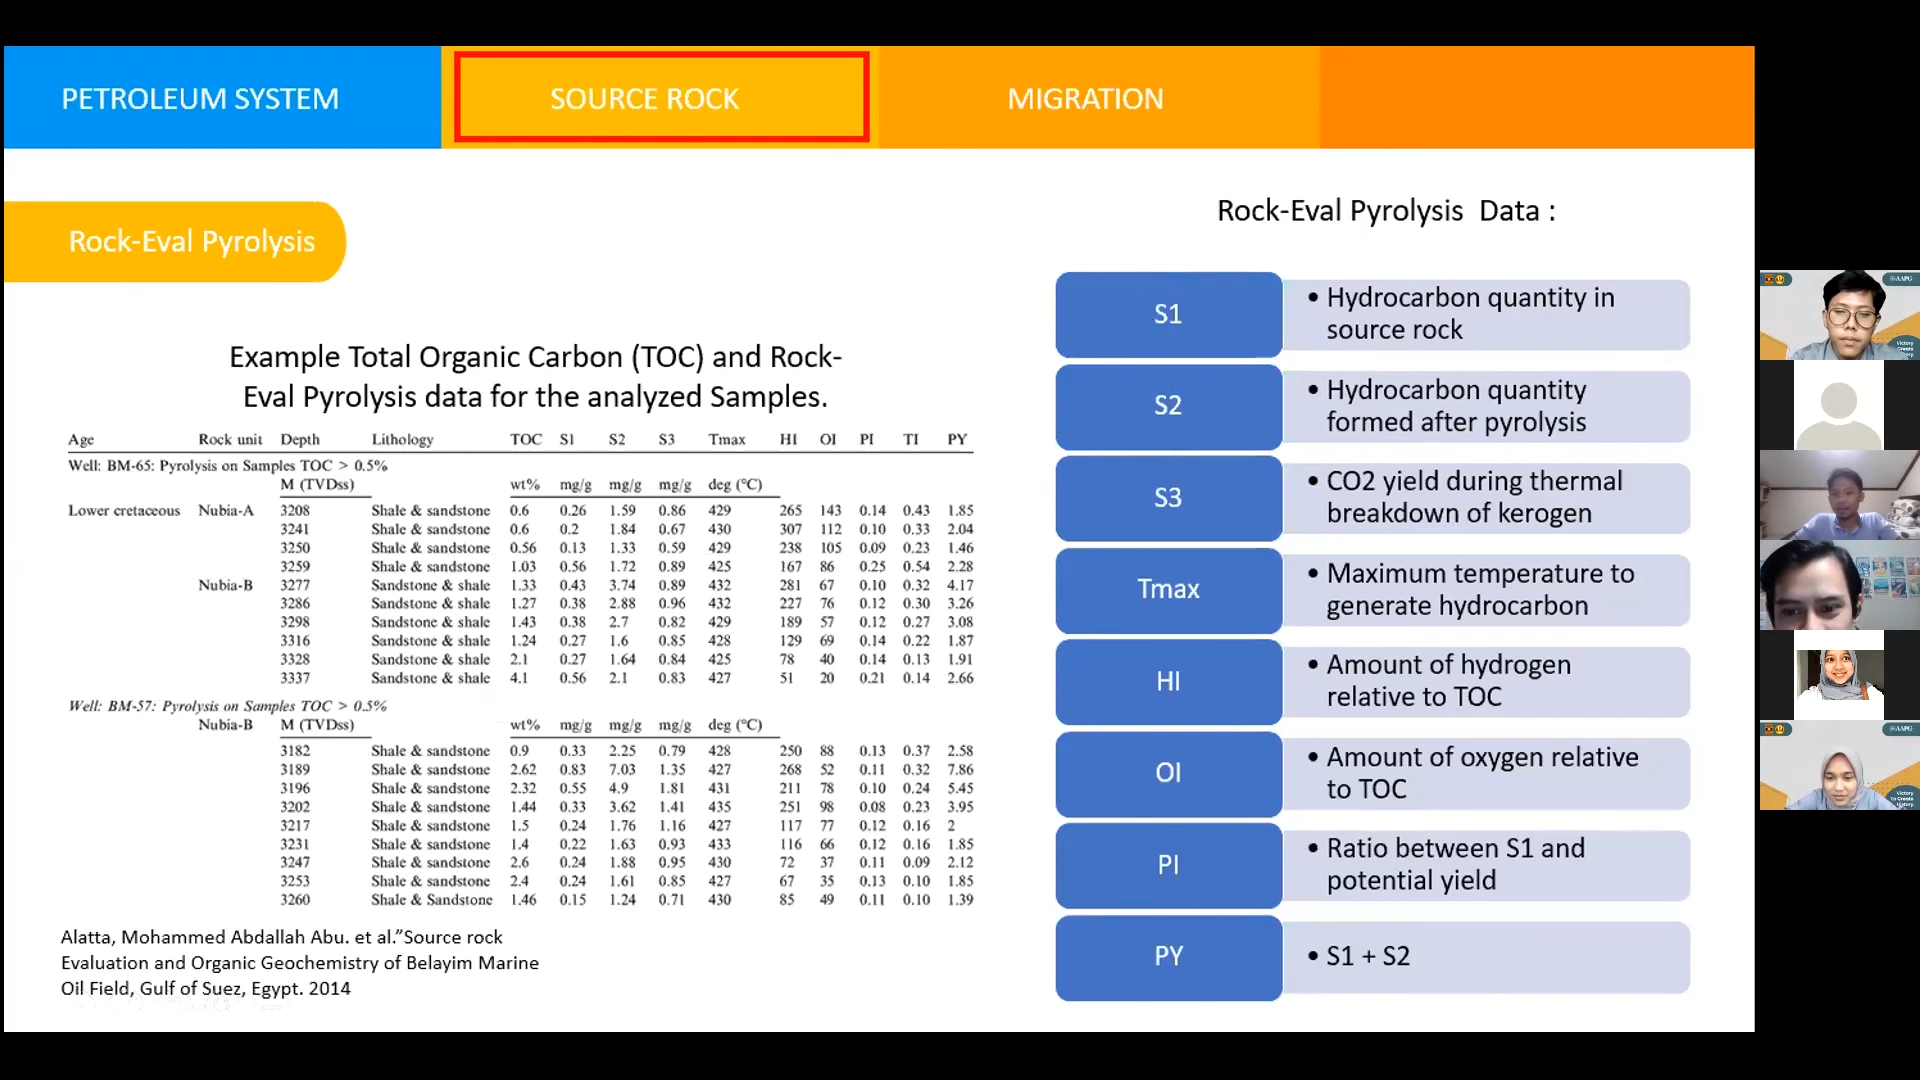 PETROLEUM SYSTEM
SOURCE ROCK
MIGRATION
Rock-Eval Pyrolysis
Example Total Organic Carbon (TOC) and Rock-
Eval Pyrolysis data for the analyzed Samples.
Age Rock unit Depth Lithology TOC S1 S2 S3 Tmax HI OI PI TI PY
Well: BM-65: Pyrolysis on Samples TOC > 0.5%
M (TVDss) wt% mg/g mg/g mg/g deg (°C)
Lower cretaceous Nubia-A 3208 Shale & sandstone 0.6 0.26 1.59 0.86 429 265 143 0.14 0.43 1.85
3241 Shale & sandstone 0.6 0.2 1.84 0.67 430 307 112 0.10 0.33 2.04
3250 Shale & sandstone 0.56 0.13 1.33 0.59 429 238 105 0.09 0.23 1.46
3259 Shale & sandstone 1.03 0.56 1.72 0.89 425 167 86 0.25 0.54 2.28
Nubia-B 3277 Sandstone & shale 1.33 0.43 3.74 0.89 432 281 67 0.10 0.32 4.17
3286 Sandstone & shale 1.27 0.38 2.88 0.96 432 227 76 0.12 0.30 3.26
3298 Sandstone & shale 1.43 0.38 2.7 0.82 429 189 57 0.12 0.27 3.08
3316 Sandstone & shale 1.24 0.27 1.6 0.85 428 129 69 0.14 0.22 1.87
3328 Sandstone & shale 2.1 0.27 1.64 0.84 425 78 40 0.14 0.13 1.91
3337 Sandstone & shale 4.1 0.56 2.1 0.83 427 51 20 0.21 0.14 2.66
Well: BM-57: Pyrolysis on Samples TOC > 0.5%
Nubia-B M (TVDss) wt% mg/g mg/g mg/g deg (°C)
3182 Shale & sandstone 0.9 0.33 2.25 0.79 428 250 88 0.13 0.37 2.58
3189 Shale & sandstone 2.62 0.83 7.03 1.35 427 268 52 0.11 0.32 7.86
3196 Shale & sandstone 2.32 0.55 4.9 1.81 431 211 78 0.10 0.24 5.45
3202 Shale & sandstone 1.44 0.33 3.62 1.41 435 251 98 0.08 0.23 3.95
3217 Shale & sandstone 1.5 0.24 1.76 1.16 427 117 77 0.12 0.16 2
3231 Shale & sandstone 1.4 0.22 1.63 0.93 433 116 66 0.12 0.16 1.85
3247 Shale & sandstone 2.6 0.24 1.88 0.95 430 72 37 0.11 0.09 2.12
3253 Shale & sandstone 2.4 0.24 1.61 0.85 427 67 35 0.13 0.10 1.85
3260 Shale & Sandstone 1.46 0.15 1.24 0.71 430 85 49 0.11 0.10 1.39
Alatta, Mohammed Abdallah Abu. et al.”Source rock
Evaluation and Organic Geochemistry of Belayim Marine
Oil Field, Gulf of Suez, Egypt. 2014
Rock-Eval Pyrolysis Data :
S1
• Hydrocarbon quantity in
source rock
S2
• Hydrocarbon quantity
formed after pyrolysis
S3
• CO2 yield during thermal
breakdown of kerogen
Tmax
• Maximum temperature to
generate hydrocarbon
HI
• Amount of hydrogen
relative to TOC
OI
• Amount of oxygen relative
to TOC
PI
• Ratio between S1 and
potential yield
PY
• S1 + S2
AAPG
Victory
AAPG
Victory